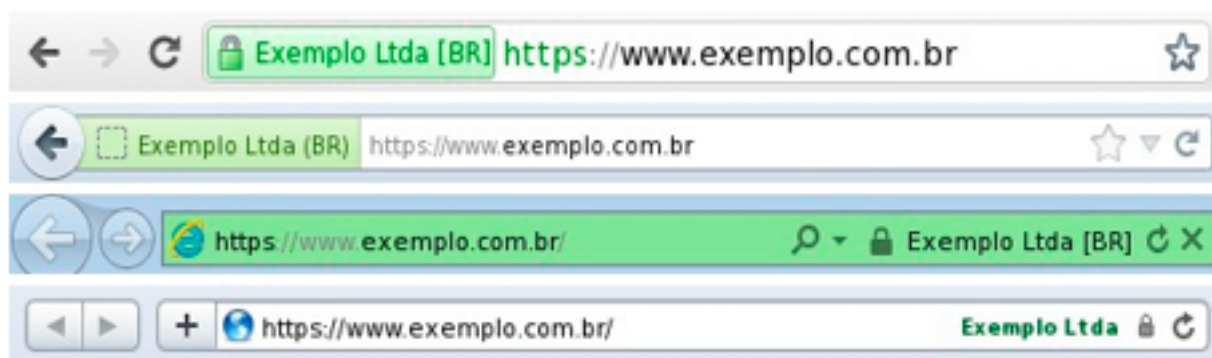 Exemplo Ltda [BR] https://www.exemplo.com.br
Exemplo Ltda (BR) https://www.exemplo.com.br
https://www.exemplo.com.br/ Exemplo Ltda [BR]
https://www.exemplo.com.br/ Exemplo Ltda